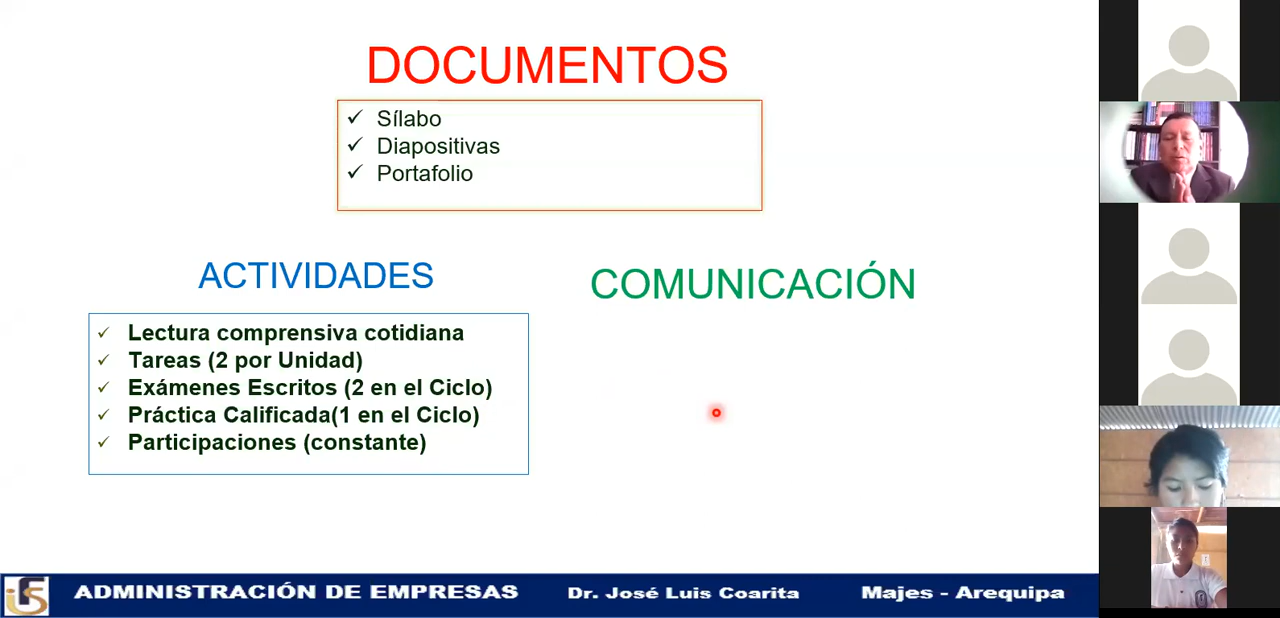 DOCUMENTOS
✓ Sílabo
✓ Diapositivas
✓ Portafolio
ACTIVIDADES
✓ Lectura comprensiva cotidiana
✓ Tareas (2 por Unidad)
✓ Exámenes Escritos (2 en el Ciclo)
✓ Práctica Calificada(1 en el Ciclo)
✓ Participaciones (constante)
COMUNICACIÓN
ADMINISTRACIÓN DE EMPRESAS Dr. José Luis Coarita Majes - Arequipa